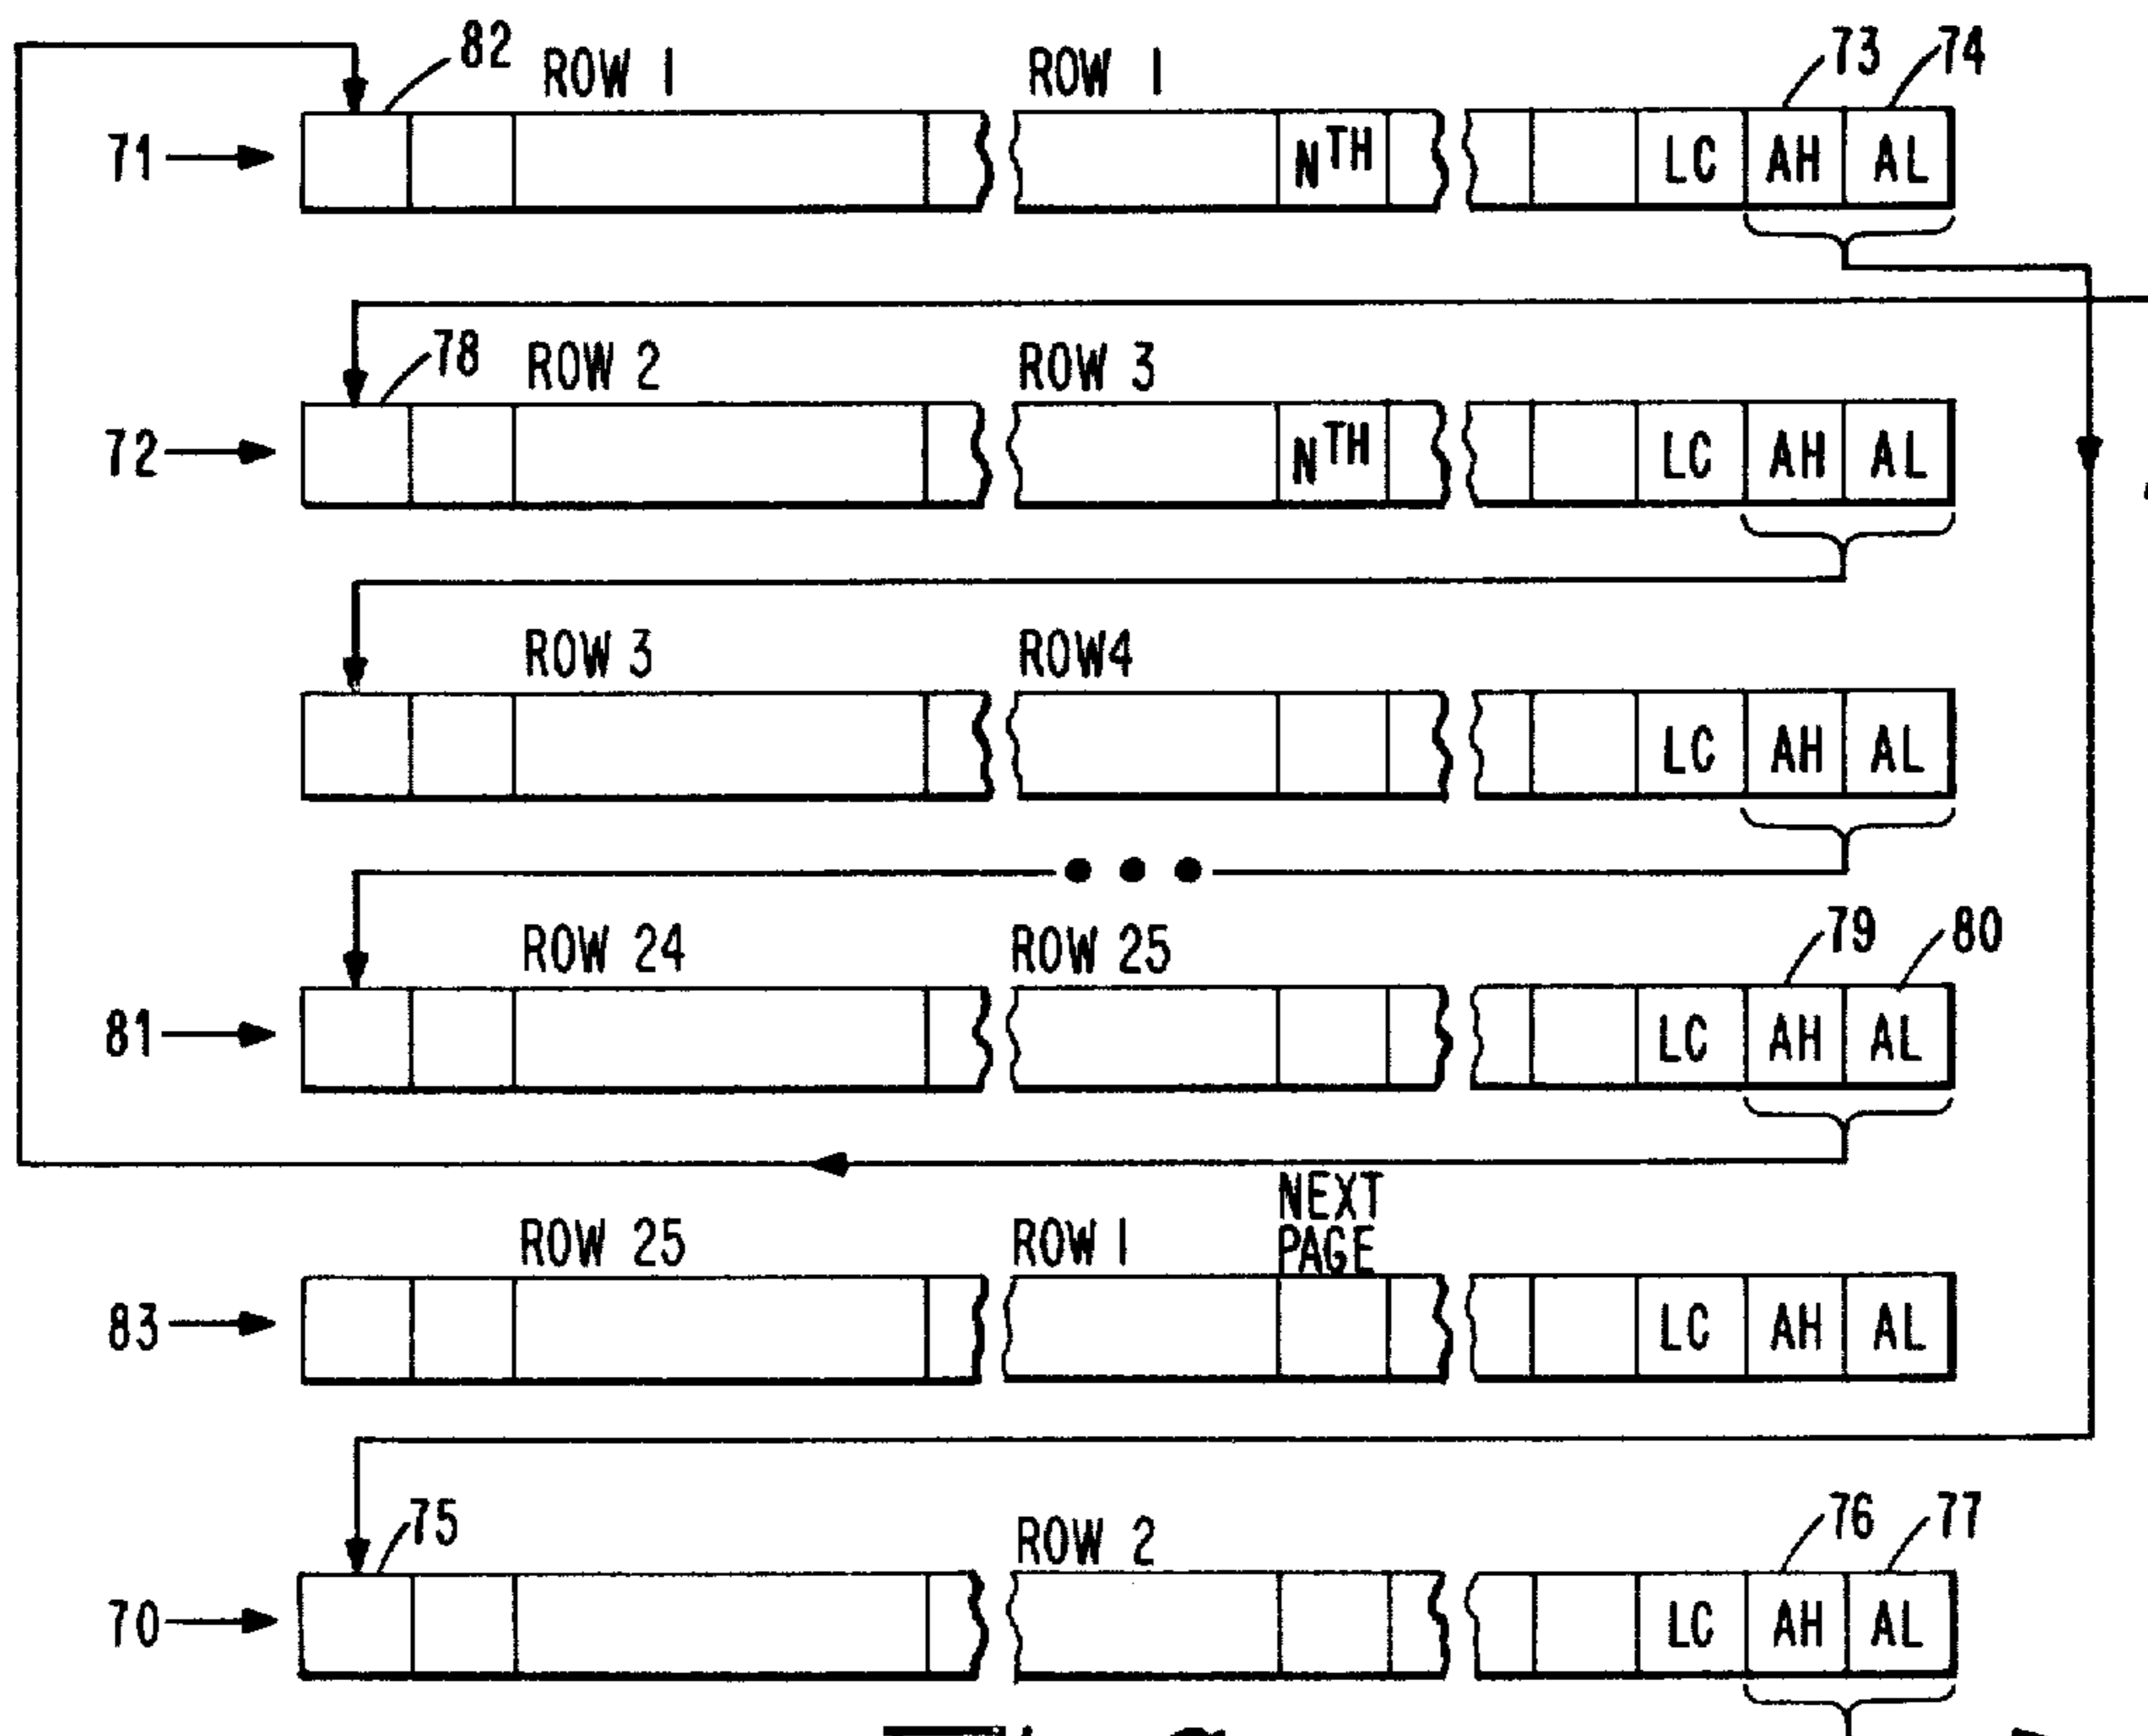 82 ROW 1 ROW 1 73 74
71 N TH LC AH AL
78 ROW 2 ROW 3
72 N TH LC AH AL
ROW 3 ROW4
LC AH AL
ROW 24 ROW 25 79 80
81 LC AH AL
NEXT
ROW 25 ROW 1 PAGE
83 LC AH AL
75 ROW 2 76 77
70 LC AH AL